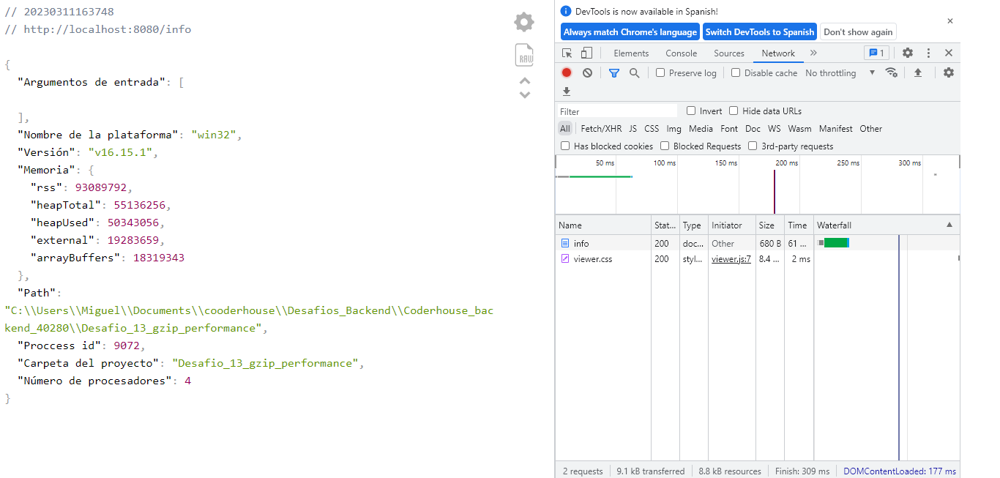 // 20230311163748
// http://localhost:8080/info
{
"Argumentos de entrada": [
],
"Nombre de la plataforma": "win32",
"Versión": "v16.15.1",
"Memoria": {
"rss": 93089792,
"heapTotal": 55136256,
"heapUsed": 50343056,
"external": 19283659,
"arrayBuffers": 18319343
},
"Path":
"C:\\Users\\Miguel\\Documents\\cooderhouse\\Desafios_Backend\\Coderhouse_bac
kend_40280\\Desafio_13_gzip_performance",
"Proccess id": 9072,
"Carpeta del proyecto": "Desafio_13_gzip_performance",
"Número de procesadores": 4
}
RAW
DevTools is now available in Spanish!
Always match Chrome's language Switch DevTools to Spanish Don't show again
Elements Console Sources Network 1
Preserve log Disable cache No throttling
Filter Invert Hide data URLs
All Fetch/XHR JS CSS Img Media Font Doc WS Wasm Manifest Other
Has blocked cookies Blocked Requests 3rd-party requests
50 ms 100 ms 150 ms 200 ms 250 ms 300 ms
Name Stat... Type Initiator Size Time Waterfall
info 200 doc... Other 680 B 61 ...
viewer.css 200 styl... viewer.js:7 8.4 ... 2 ms
2 requests 9.1 kB transferred 8.8 kB resources Finish: 309 ms DOMContentLoaded: 177 ms